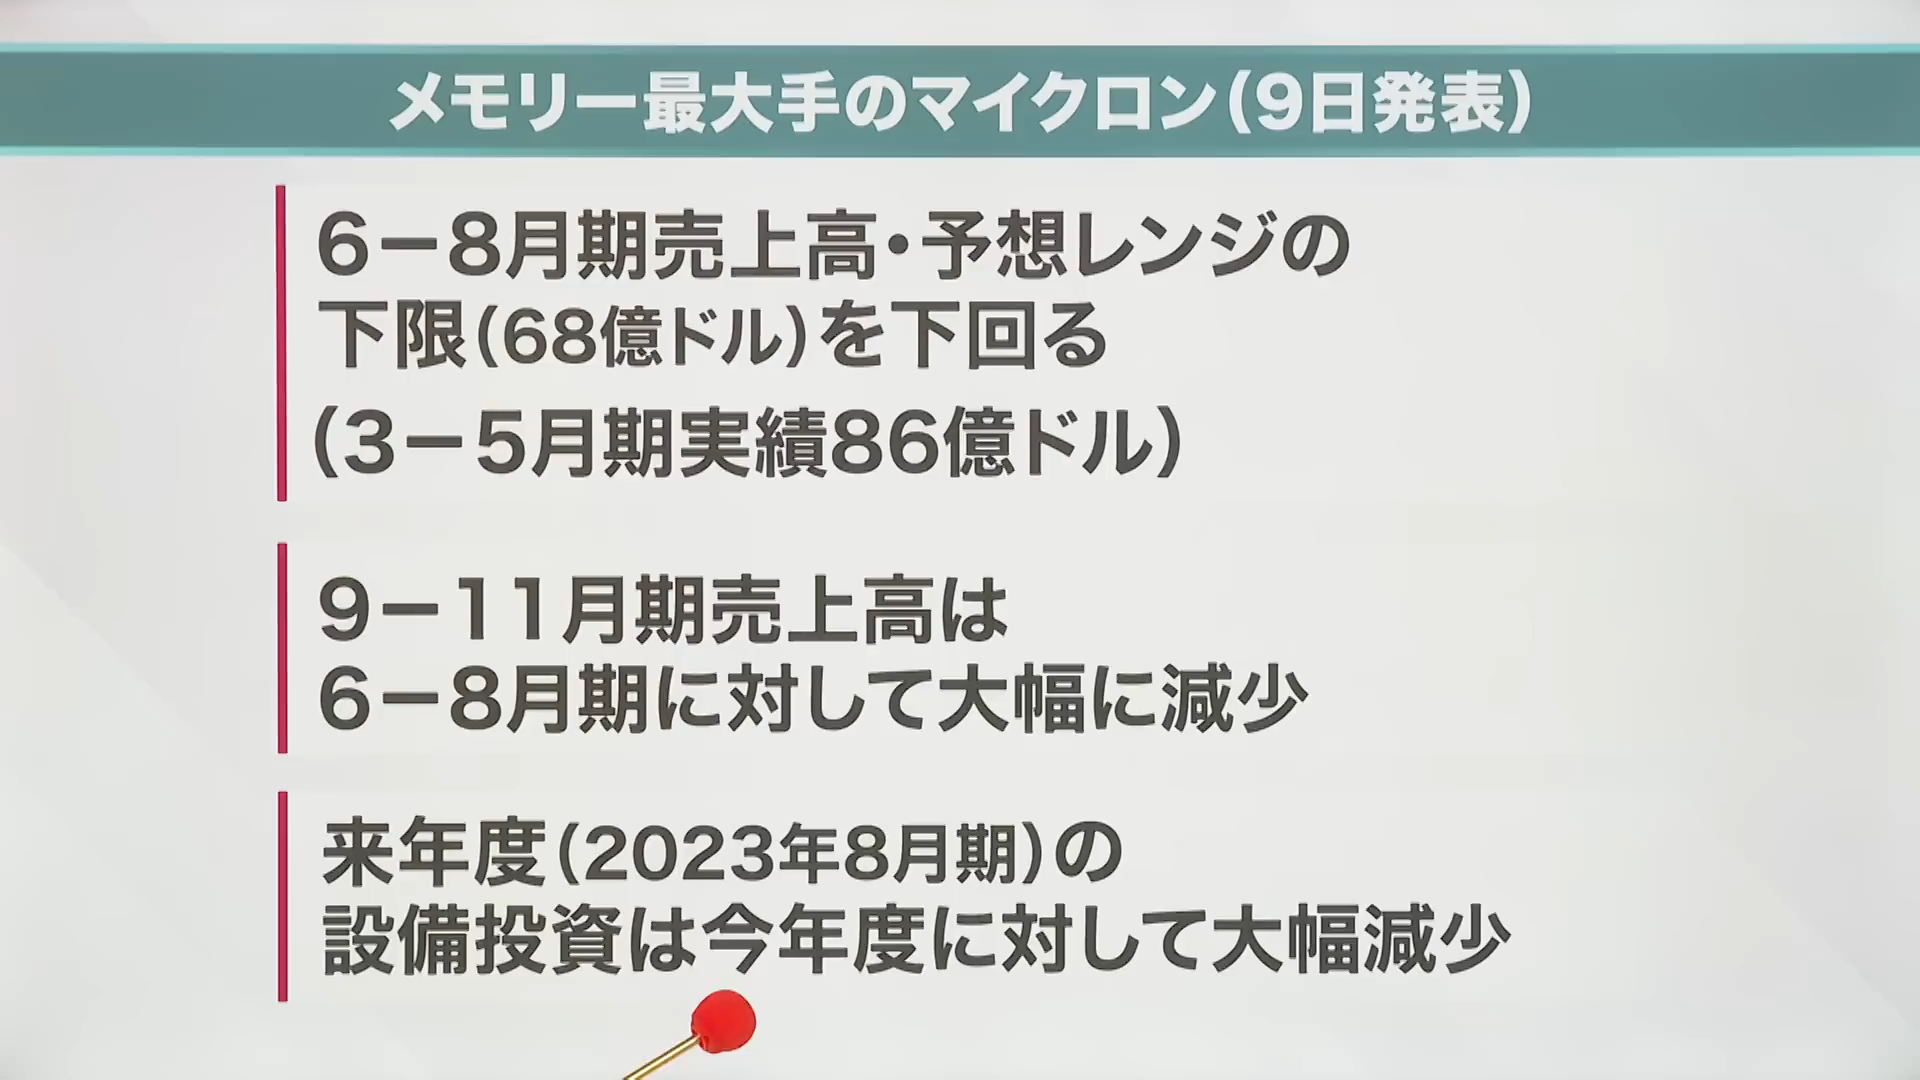 メモリー最大手のマイクロン(9日発表)
6ー8月期売上高・予想レンジの
下限(68億ドル)を下回る
(3ー5月期実績86億ドル)
9ー11月期売上高は
6ー8月期に対して大幅に減少
来年度(2023年8月期)の
設備投資は今年度に対して大幅減少